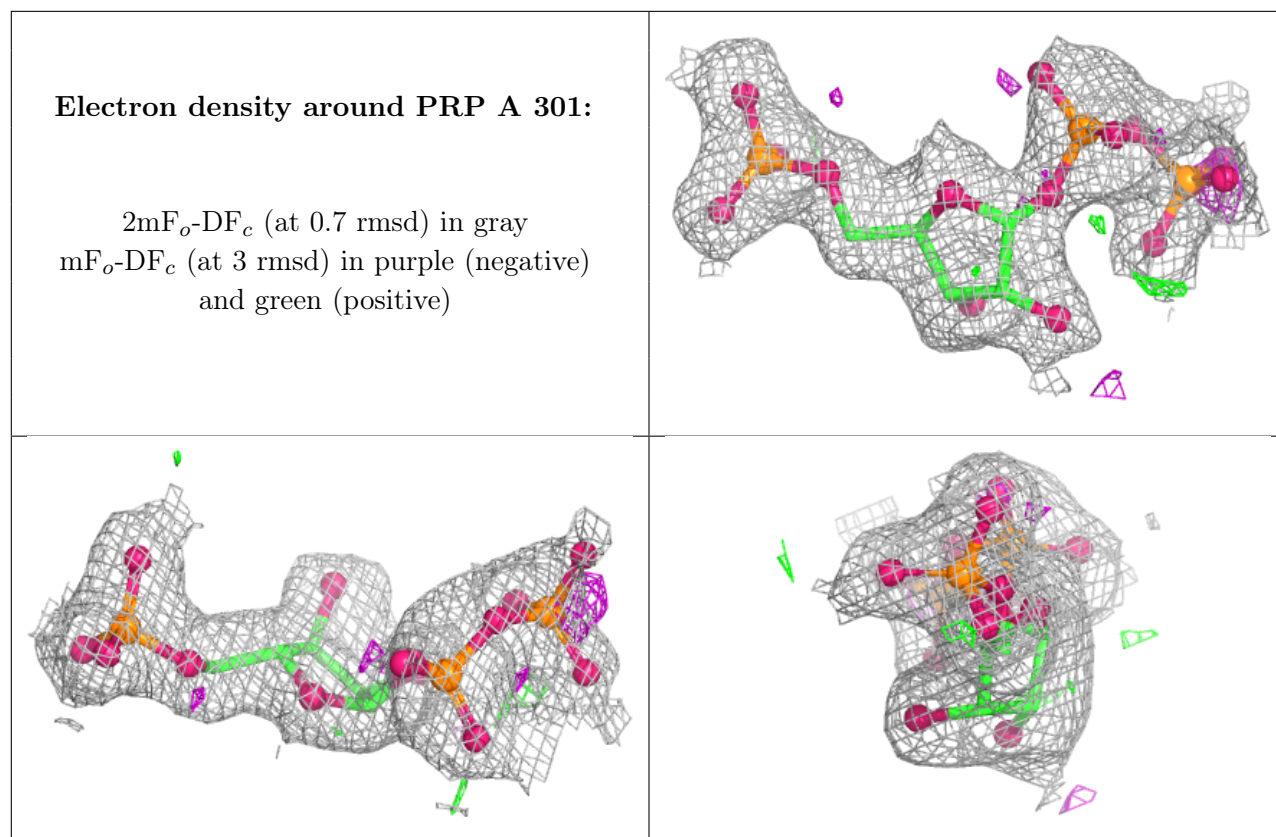 Electron density around PRP A 301:
2mFₒ-DF𝒸 (at 0.7 rmsd) in gray
mFₒ-DF𝒸 (at 3 rmsd) in purple (negative)
and green (positive)